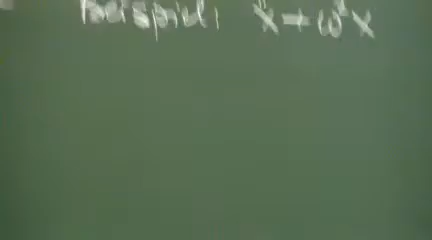 Beispiel: ẍ + ω²x